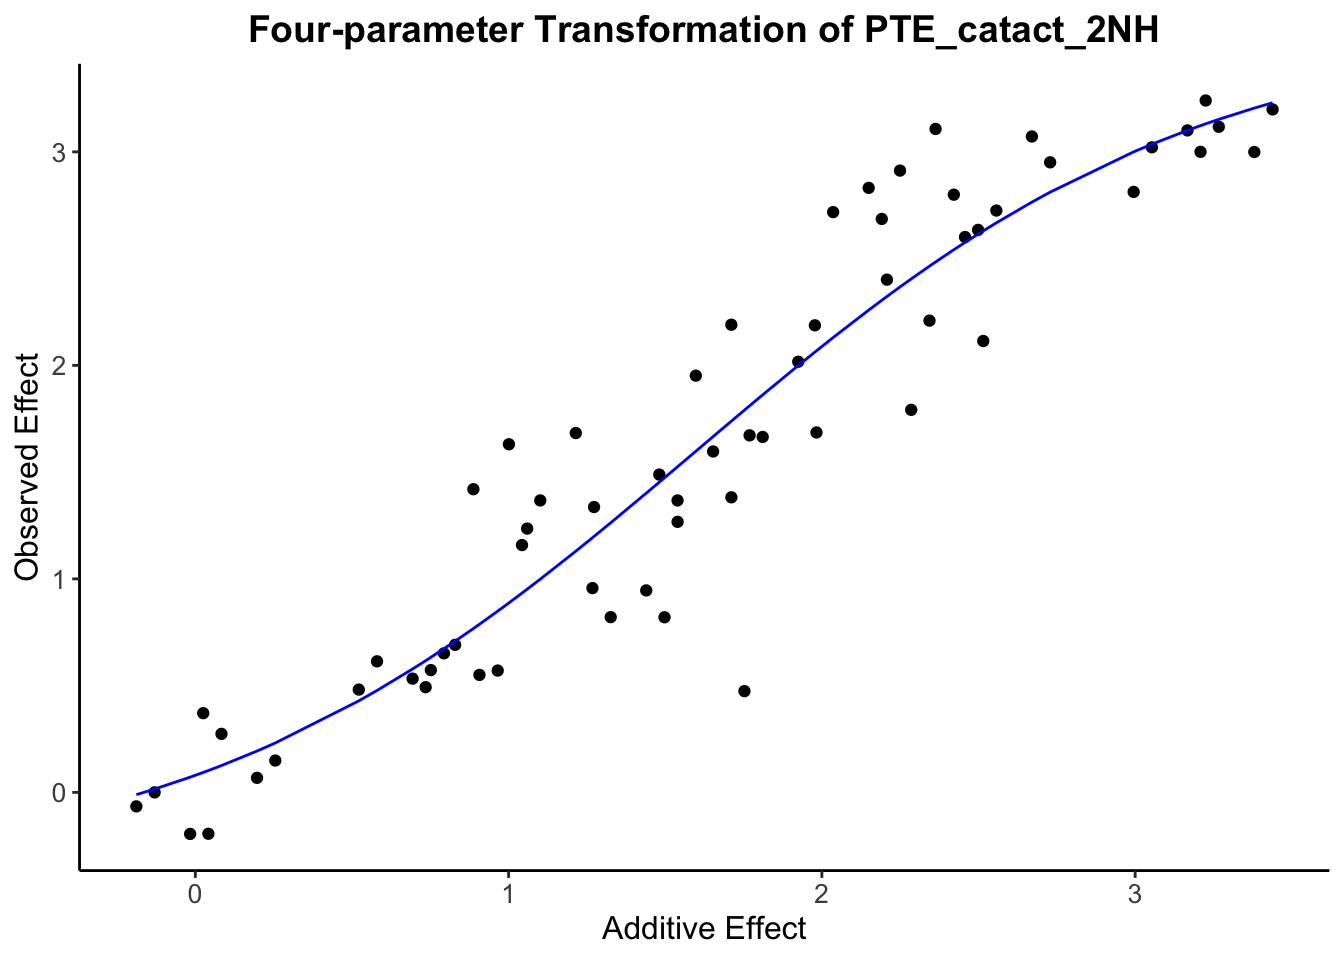 Four-parameter Transformation of PTE_catact_2NH
Observed Effect
3
2
1
0
0 1 2 3
Additive Effect